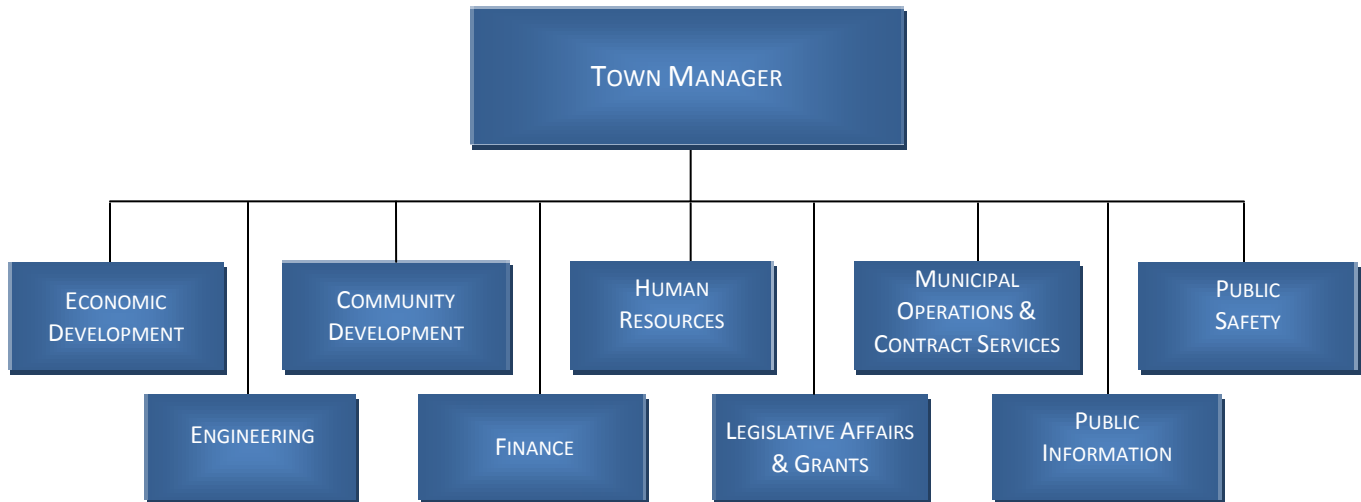 TOWN MANAGER
ECONOMIC
DEVELOPMENT
COMMUNITY
DEVELOPMENT
HUMAN
RESOURCES
MUNICIPAL
OPERATIONS &
CONTRACT SERVICES
PUBLIC
SAFETY
ENGINEERING
FINANCE
LEGISLATIVE AFFAIRS
& GRANTS
PUBLIC
INFORMATION